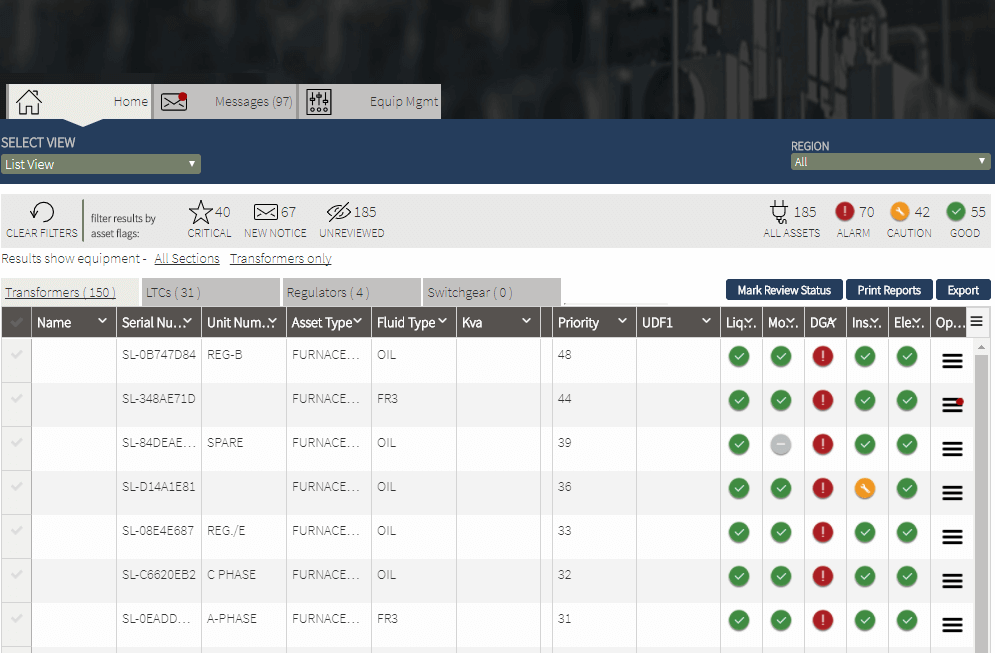 Home Messages (97) Equip Mgmt
SELECT VIEW
List View
REGION
All
CLEAR FILTERS
filter results by
asset flags:
40
CRITICAL
67
NEW NOTICE
185
UNREVIEWED
185
ALL ASSETS
70
ALARM
42
CAUTION
55
GOOD
Results show equipment - All Sections Transformers only
Transformers ( 150 ) LTCs ( 31 ) Regulators ( 4 ) Switchgear ( 0 )
Mark Review Status Print Reports Export
Name Serial Nu... Unit Num... Asset Type Fluid Type Kva Priority UDF1 Liq... Mo... DGA Ins... Ele... Op...
SL-0B747D84 REG-B FURNACE... OIL 48
SL-348AE71D FURNACE... FR3 44
SL-84DEAE... SPARE FURNACE... OIL 39
SL-D14A1E81 FURNACE... OIL 36
SL-08E4E687 REG./E FURNACE... OIL 33
SL-C6620EB2 C PHASE FURNACE... OIL 32
SL-0EADD... A-PHASE FURNACE... FR3 31